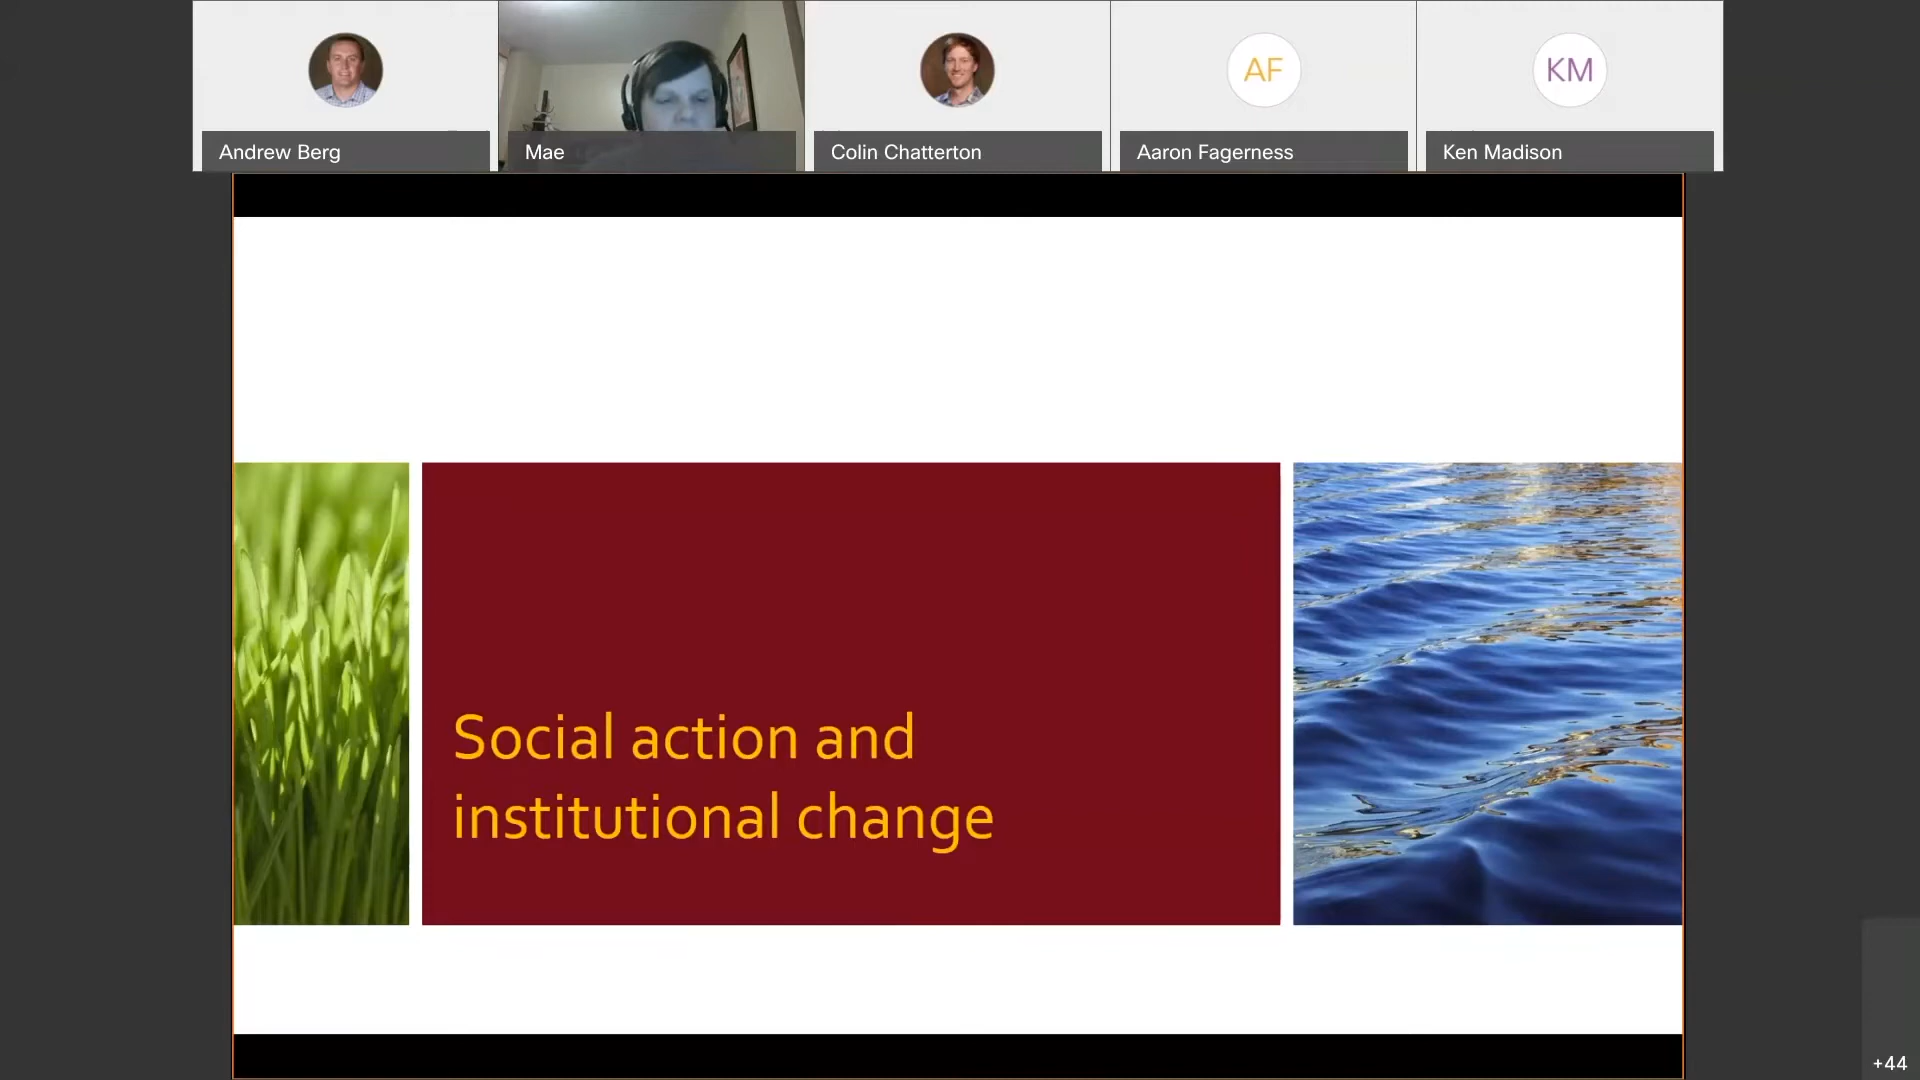 Andrew Berg
Mae
Colin Chatterton
AF
Aaron Fagerness
KM
Ken Madison
Social action and
institutional change
+44